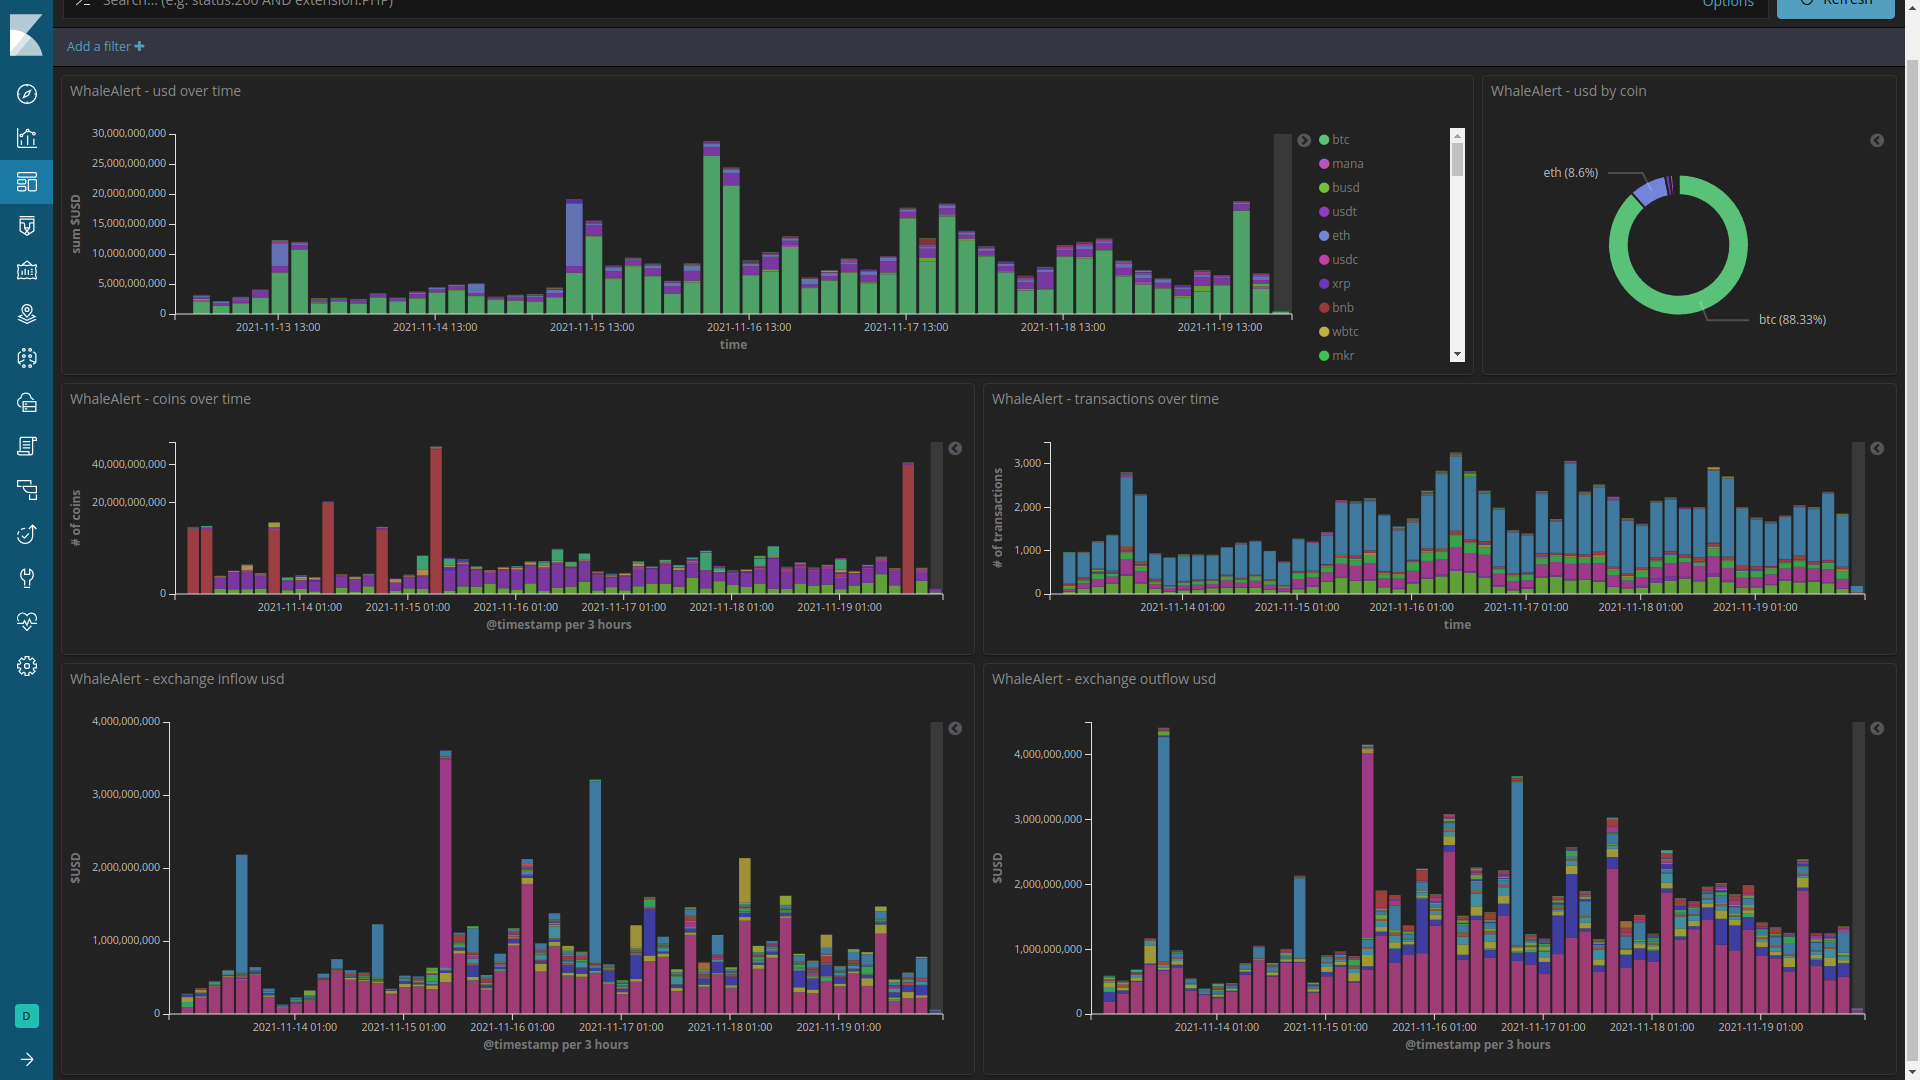 Search... (e.g. status:200 AND extension:PHP)
Options
Refresh
Add a filter +
WhaleAlert - usd over time
30,000,000,000
25,000,000,000
20,000,000,000
15,000,000,000
10,000,000,000
5,000,000,000
0
sum $USD
2021-11-13 13:00
2021-11-14 13:00
2021-11-15 13:00
2021-11-16 13:00
2021-11-17 13:00
2021-11-18 13:00
2021-11-19 13:00
time
btc
mana
busd
usdt
eth
usdc
xrp
bnb
wbtc
mkr
WhaleAlert - usd by coin
eth (8.6%)
btc (88.33%)
WhaleAlert - coins over time
40,000,000,000
20,000,000,000
0
# of coins
2021-11-14 01:00
2021-11-15 01:00
2021-11-16 01:00
2021-11-17 01:00
2021-11-18 01:00
2021-11-19 01:00
@timestamp per 3 hours
WhaleAlert - transactions over time
3,000
2,000
1,000
0
# of transactions
2021-11-14 01:00
2021-11-15 01:00
2021-11-16 01:00
2021-11-17 01:00
2021-11-18 01:00
2021-11-19 01:00
time
WhaleAlert - exchange inflow usd
4,000,000,000
3,000,000,000
2,000,000,000
1,000,000,000
0
$USD
2021-11-14 01:00
2021-11-15 01:00
2021-11-16 01:00
2021-11-17 01:00
2021-11-18 01:00
2021-11-19 01:00
@timestamp per 3 hours
WhaleAlert - exchange outflow usd
4,000,000,000
3,000,000,000
2,000,000,000
1,000,000,000
0
$USD
2021-11-14 01:00
2021-11-15 01:00
2021-11-16 01:00
2021-11-17 01:00
2021-11-18 01:00
2021-11-19 01:00
@timestamp per 3 hours
D